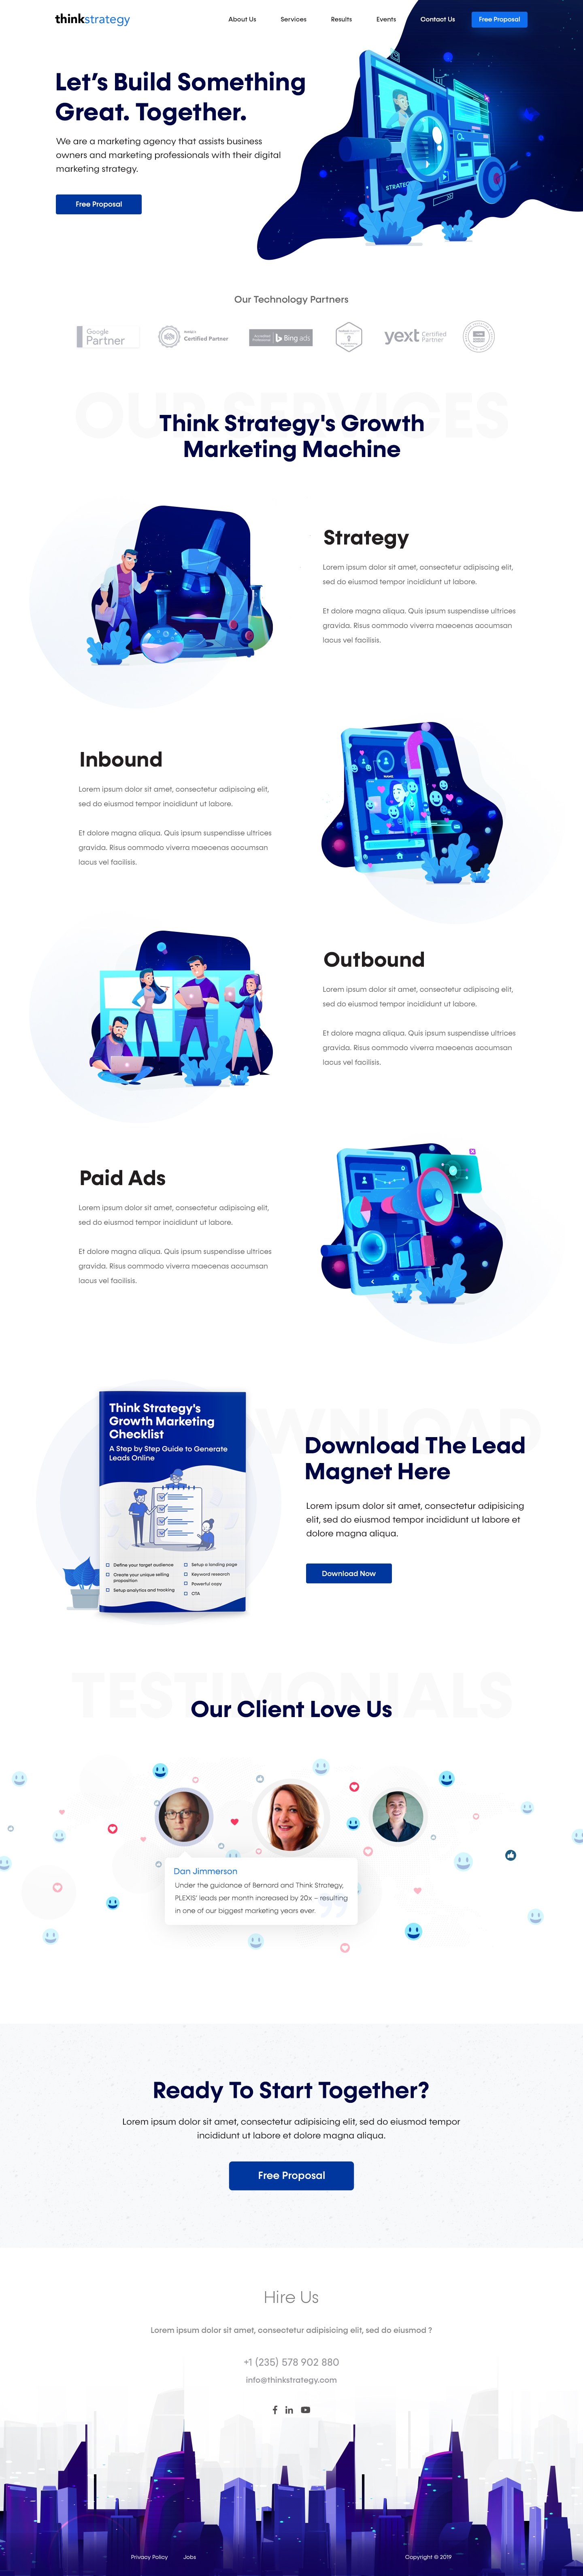 thinkstrategy
About Us Services Results Events Contact Us Free Proposal
Let's Build Something
Great. Together.
We are a marketing agency that assists business
owners and marketing professionals with their digital
marketing strategy.
Free Proposal
STRATEGY
Our Technology Partners
Google
Partner
Certified Partner
Accredited
Professional
Bing ads
yext Certified
Partner
OUR SERVICES
Think Strategy's Growth
Marketing Machine
Strategy
Lorem ipsum dolor sit amet, consectetur adipiscing elit,
sed do eiusmod tempor incididunt ut labore.
Et dolore magna aliqua. Quis ipsum suspendisse ultrices
gravida. Risus commodo viverra maecenas accumsan
lacus vel facilisis.
Inbound
Lorem ipsum dolor sit amet, consectetur adipiscing elit,
sed do eiusmod tempor incididunt ut labore.
Et dolore magna aliqua. Quis ipsum suspendisse ultrices
gravida. Risus commodo viverra maecenas accumsan
lacus vel facilisis.
Outbound
Lorem ipsum dolor sit amet, consectetur adipiscing elit,
sed do eiusmod tempor incididunt ut labore.
Et dolore magna aliqua. Quis ipsum suspendisse ultrices
gravida. Risus commodo viverra maecenas accumsan
lacus vel facilisis.
Paid Ads
Lorem ipsum dolor sit amet, consectetur adipiscing elit,
sed do eiusmod tempor incididunt ut labore.
Et dolore magna aliqua. Quis ipsum suspendisse ultrices
gravida. Risus commodo viverra maecenas accumsan
lacus vel facilisis.
Think Strategy's
Growth Marketing
Checklist
A Step by Step Guide to Generate
Leads Online
Define your target audience
Create your unique selling
proposition
Setup analytics and tracking
Setup a landing page
Keyword research
Powerful copy
CTA
DOWNLOAD
Download The Lead
Magnet Here
Lorem ipsum dolor sit amet, consectetur adipisicing
elit, sed do eiusmod tempor incididunt ut labore et
dolore magna aliqua.
Download Now
TESTIMONIALS
Our Client Love Us
Dan Jimmerson
Under the guidance of Bernard and Think Strategy,
PLEXIS' leads per month increased by 20x – resulting
in one of our biggest marketing years ever.
Ready To Start Together?
Lorem ipsum dolor sit amet, consectetur adipisicing elit, sed do eiusmod tempor
incididunt ut labore et dolore magna aliqua.
Free Proposal
Hire Us
Lorem ipsum dolor sit amet, consectetur adipisicing elit, sed do eiusmod ?
+1 (235) 578 902 880
info@thinkstrategy.com
Privacy Policy Jobs Copyright © 2019